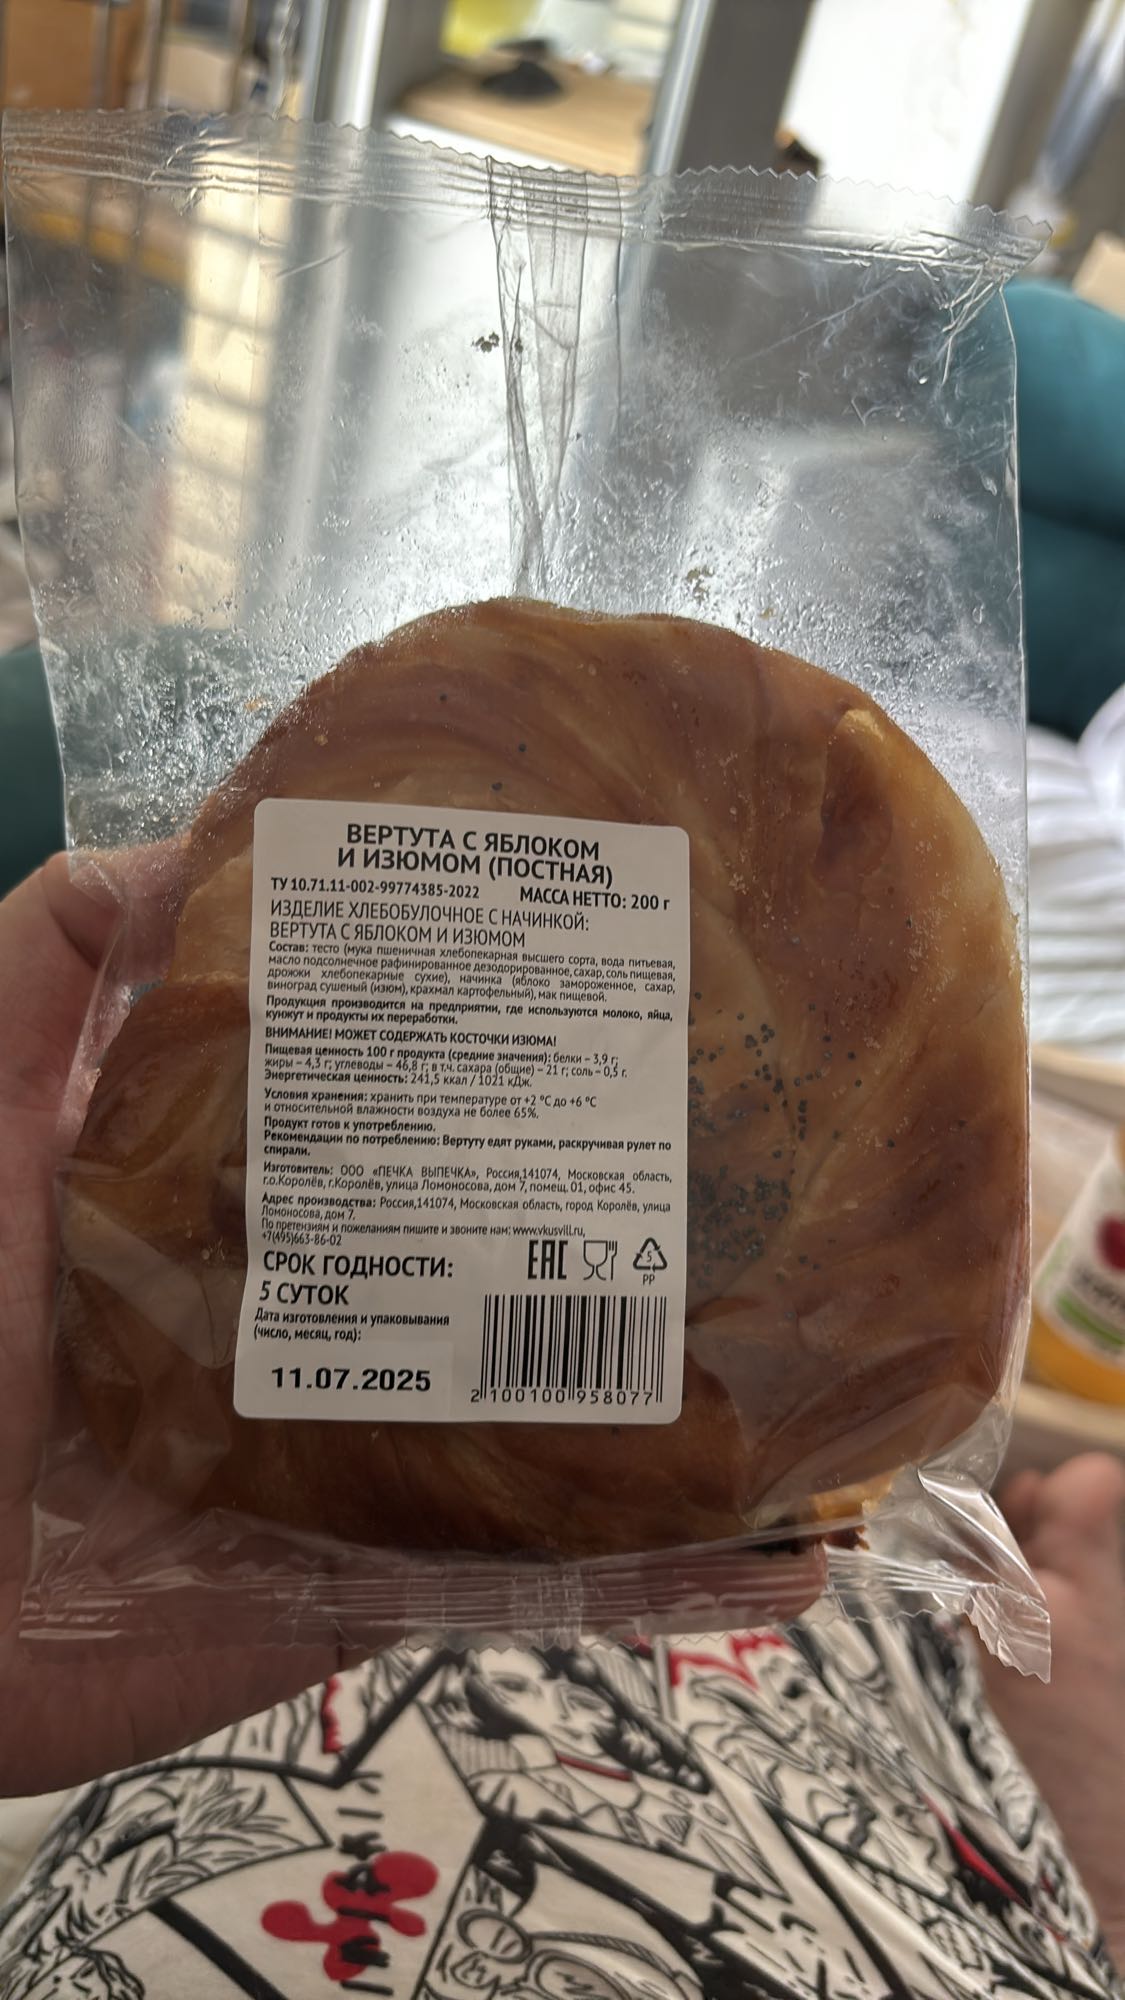 ВЕРТУТА С ЯБЛОКОМ
И ИЗЮМОМ (ПОСТНАЯ)
ТУ 10.71.11-002-99774385-2022 МАССА НЕТТО: 200 г
ИЗДЕЛИЕ ХЛЕБОБУЛОЧНОЕ С НАЧИНКОЙ:
ВЕРТУТА С ЯБЛОКОМ И ИЗЮМОМ
Состав: тесто (мука пшеничная хлебопекарная высшего сорта, вода питьевая,
масло подсолнечное рафинированное дезодорированное, сахар, соль пищевая,
дрожжи хлебопекарные сухие), начинка (яблоко замороженное, сахар,
виноград сушеный (изюм), крахмал картофельный), мак пищевой.
Продукция производится на предприятии, где используются молоко, яйца,
кунжут и продукты их переработки.
ВНИМАНИЕ! МОЖЕТ СОДЕРЖАТЬ КОСТОЧКИ ИЗЮМА!
Пищевая ценность 100 г продукта (средние значения): белки – 3,9 г;
жиры – 4,3 г; углеводы – 46,8 г; в т.ч. сахара (общие) – 21 г; соль – 0,5 г.
Энергетическая ценность: 241,5 ккал / 1021 кДж.
Условия хранения: хранить при температуре от +2 °С до +6 °С
и относительной влажности воздуха не более 65%.
Продукт готов к употреблению.
Рекомендации по потреблению: Вертуту едят руками, раскручивая рулет по
спирали.
Изготовитель: ООО «ПЕЧКА ВЫПЕЧКА», Россия,141074, Московская область,
г.о.Королёв, г.Королёв, улица Ломоносова, дом 7, помещ. 01, офис 45.
Адрес производства: Россия,141074, Московская область, город Королёв, улица
Ломоносова, дом 7.
По претензиям и пожеланиям пишите и звоните нам: www.vkusvill.ru,
+7(495)663-86-02
СРОК ГОДНОСТИ:
5 СУТОК
EAC
5
PP
Дата изготовления и упаковывания
(число, месяц, год):
11.07.2025
2 100100 958077